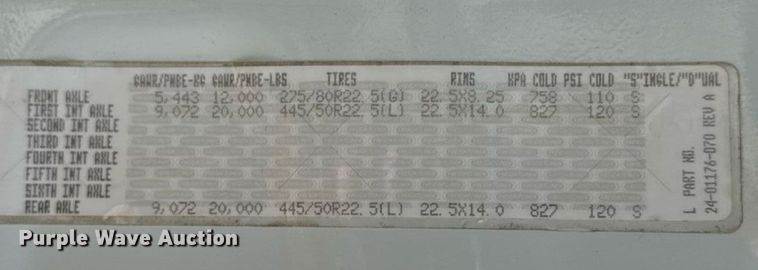 GAWR/PNBE-KG GAWR/PNBE-LBS TIRES RIMS KPA COLD PSI COLD "S"INGLE/"D"UAL
FRONT AXLE 5,443 12,000 275/80R22.5(G) 22.5X8.25 758 110 S
FIRST INT AXLE 9,072 20,000 445/50R22.5(L) 22.5X14.0 827 120 S
SECOND INT AXLE
THIRD INT AXLE
FOURTH INT AXLE
FIFTH INT AXLE
SIXTH INT AXLE
REAR AXLE 9,072 20,000 445/50R22.5(L) 22.5X14.0 827 120 S
L PART NO.
24-01176-070 REV A
Purple Wave Auction